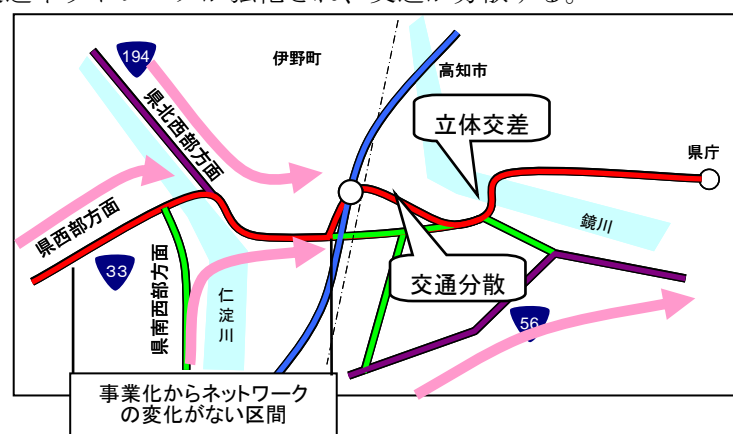 194
伊野町
高知市
立体交差
県庁
県北西部方面
県西部方面
鏡川
33
県南西部方面
仁淀川
交通分散
56
事業化からネットワーク
の変化がない区間